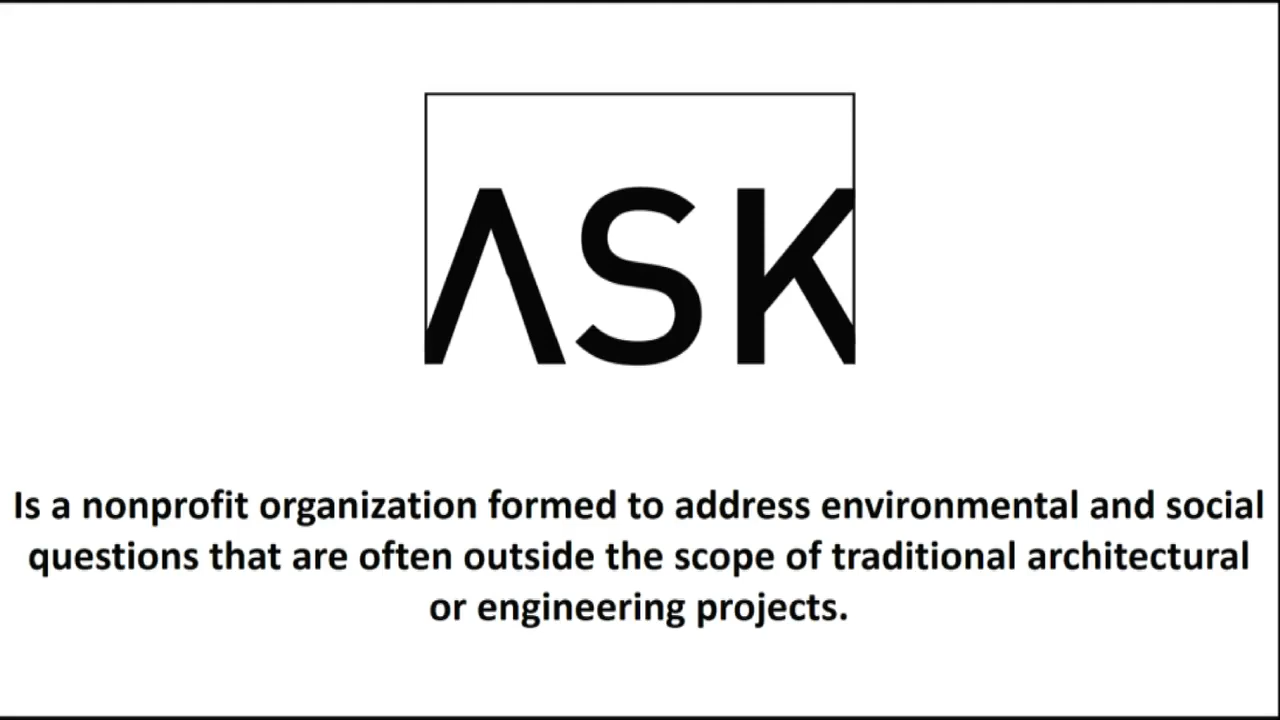 ASK
Is a nonprofit organization formed to address environmental and social
questions that are often outside the scope of traditional architectural
or engineering projects.